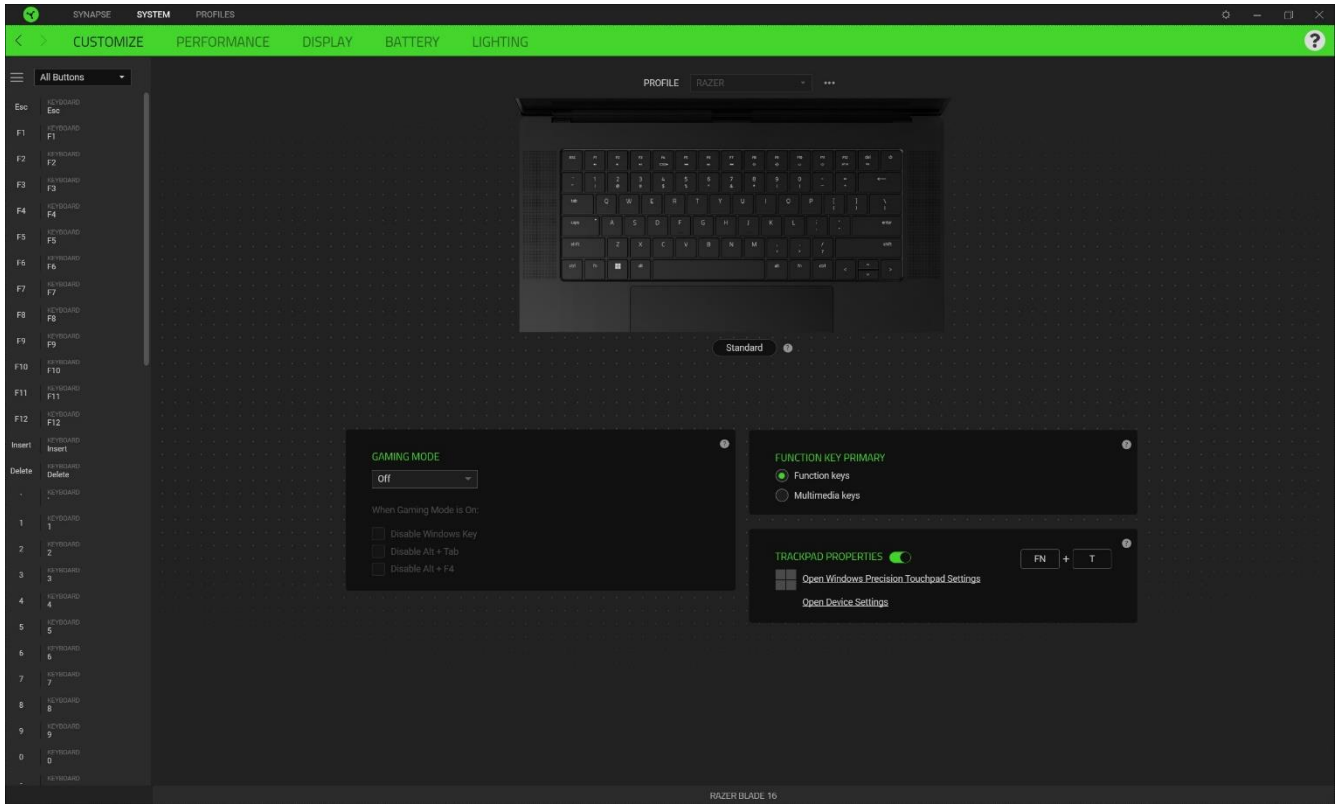 SYNAPSE SYSTEM PROFILES
CUSTOMIZE PERFORMANCE DISPLAY BATTERY LIGHTING ?
All Buttons
PROFILE RAZER
Esc KEYBOARD
Esc
F1 KEYBOARD
F1
F2 KEYBOARD
F2
F3 KEYBOARD
F3
F4 KEYBOARD
F4
F5 KEYBOARD
F5
F6 KEYBOARD
F6
F7 KEYBOARD
F7
F8 KEYBOARD
F8
F9 KEYBOARD
F9
F10 KEYBOARD
F10
F11 KEYBOARD
F11
F12 KEYBOARD
F12
Insert KEYBOARD
Insert
Delete KEYBOARD
Delete
` KEYBOARD
`
1 KEYBOARD
1
2 KEYBOARD
2
3 KEYBOARD
3
4 KEYBOARD
4
5 KEYBOARD
5
6 KEYBOARD
6
7 KEYBOARD
7
8 KEYBOARD
8
9 KEYBOARD
9
0 KEYBOARD
0
- KEYBOARD
tab Q W E R T Y U I O P
A S D F G H J K L
Z X C V B N M
Standard ?
GAMING MODE
Off
When Gaming Mode is On:
Disable Windows Key
Disable Alt + Tab
Disable Alt + F4
FUNCTION KEY PRIMARY
Function keys
Multimedia keys
TRACKPAD PROPERTIES FN + T
Open Windows Precision Touchpad Settings
Open Device Settings
RAZER BLADE 16